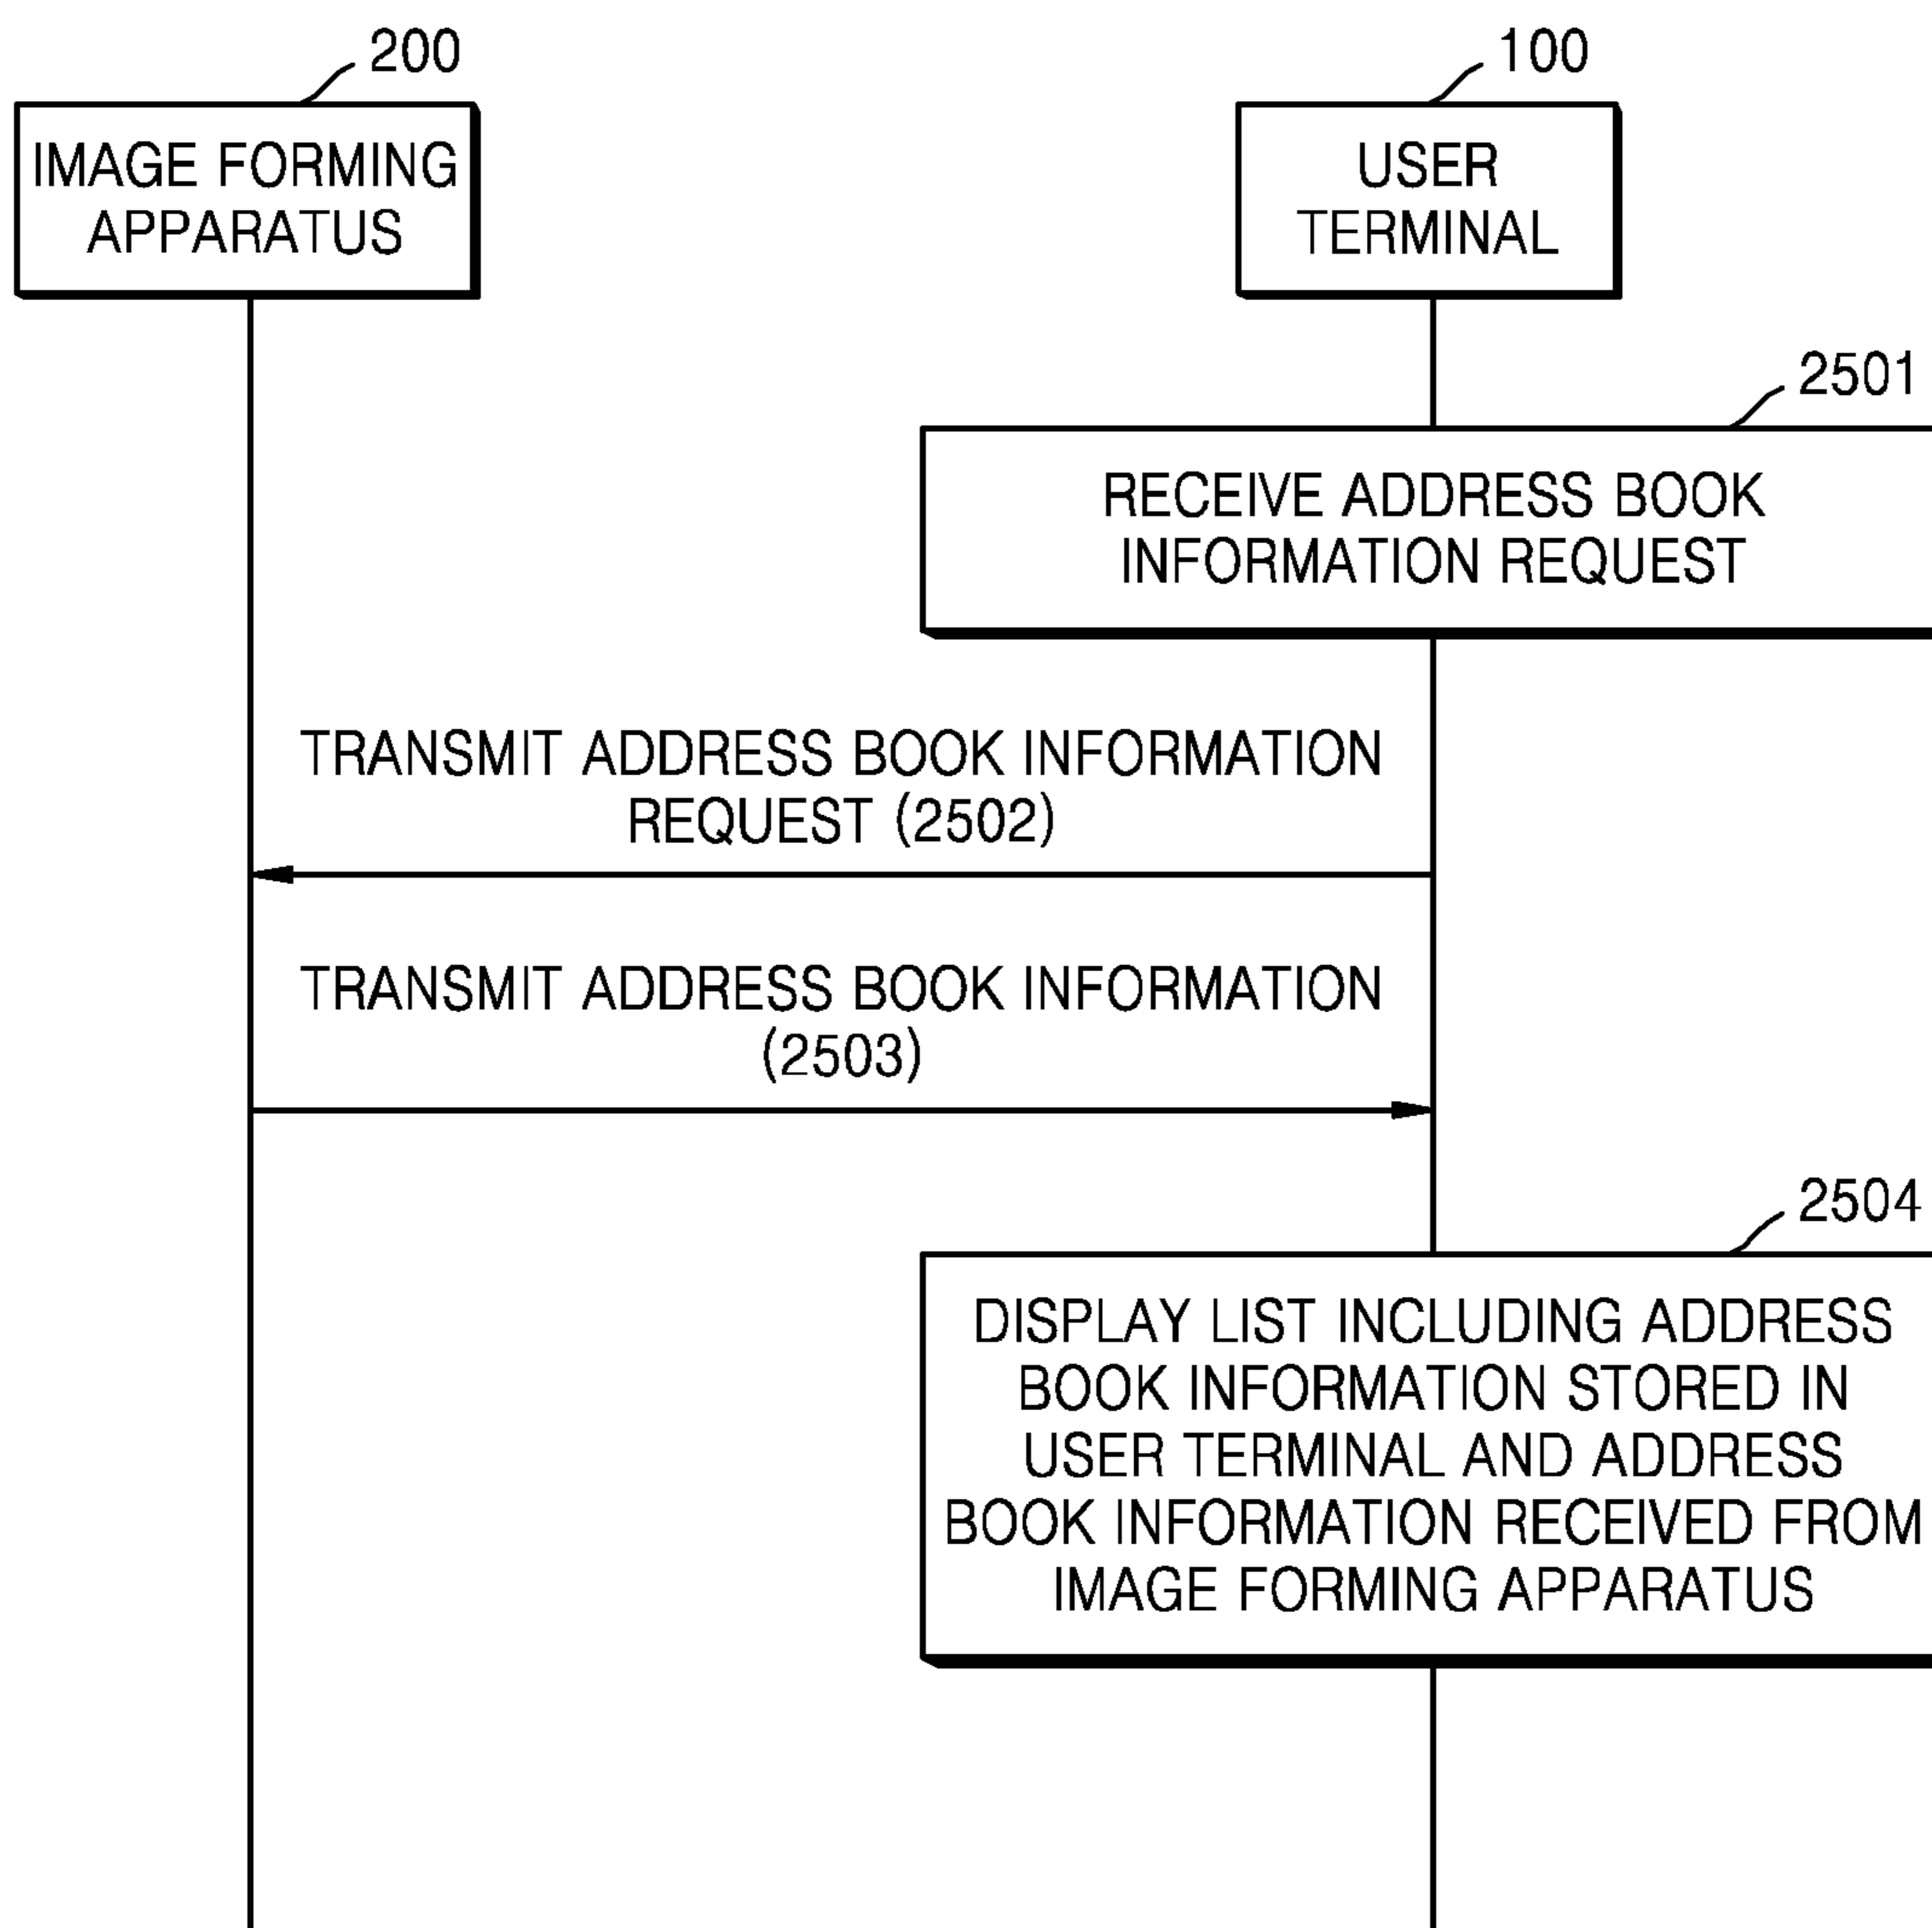 200
100
IMAGE FORMING
APPARATUS
USER
TERMINAL
2501
RECEIVE ADDRESS BOOK
INFORMATION REQUEST
TRANSMIT ADDRESS BOOK INFORMATION
REQUEST (2502)
TRANSMIT ADDRESS BOOK INFORMATION
(2503)
2504
DISPLAY LIST INCLUDING ADDRESS
BOOK INFORMATION STORED IN
USER TERMINAL AND ADDRESS
BOOK INFORMATION RECEIVED FROM
IMAGE FORMING APPARATUS